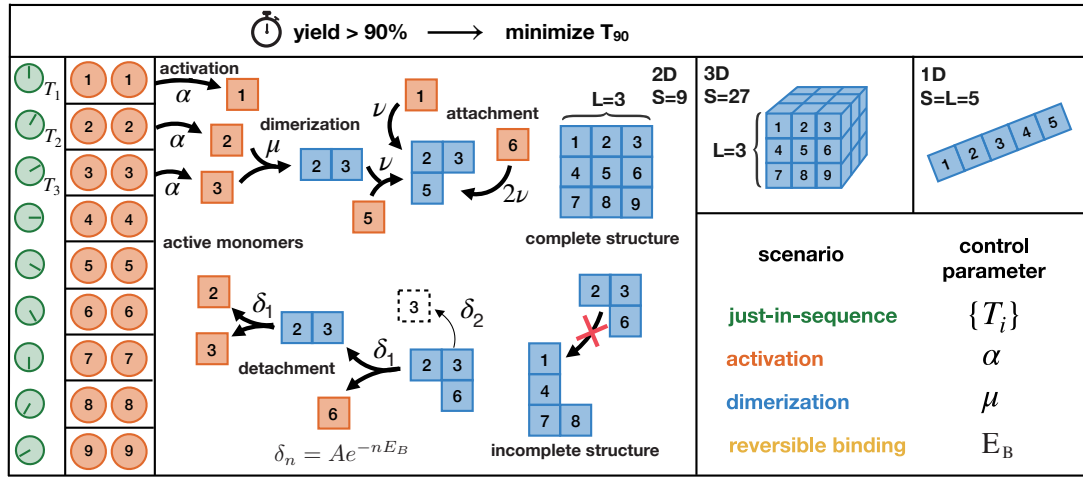 yield > 90% ⟶ minimize T₉₀
T₁
1 1
T₂
2 2
T₃
3 3
4 4
5 5
6 6
7 7
8 8
9 9
activation
α
1
α
2
α
3
dimerization
μ
2 3
ν
5
ν
1
attachment
2 3
5
6
2ν
active monomers
2D
S=9
L=3
1 2 3
4 5 6
7 8 9
complete structure
2
3
δ₁
2 3
detachment
δ₁
6
3
δ₂
2 3
6
δₙ = Ae^{-nE_B}
2 3
6
1
4
7 8
incomplete structure
3D
S=27
L=3
1 2 3
4 5 6
7 8 9
1D
S=L=5
1 2 3 4 5
scenario
control
parameter
just-in-sequence
{Tᵢ}
activation
α
dimerization
μ
reversible binding
E_B